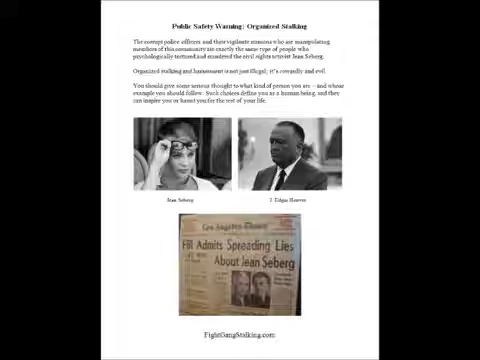 Public Safety Warning: Organized Stalking
The corrupt police officers and their vigilante minions who are manipulating
members of this community are exactly the same type of people who
psychologically tortured and murdered the civil rights activist Jean Seberg.
Organized stalking and harassment is not just illegal; it's cowardly and evil.
You should give some serious thought to what kind of person you are – and whose
example you should follow. Such choices define you as a human being, and they
can inspire you or haunt you for the rest of your life.
Jean Seberg
J. Edgar Hoover
Los Angeles Times
FBI Admits Spreading Lies
About Jean Seberg
FightGangStalking.com